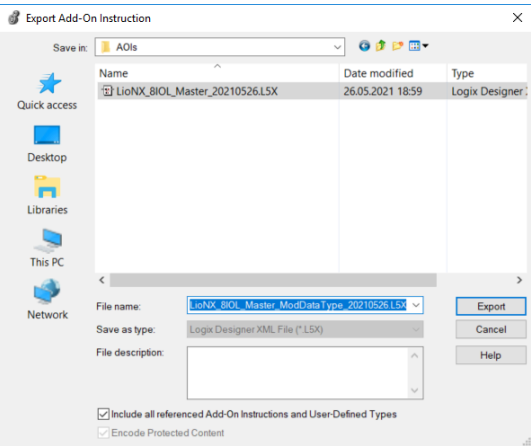 Export Add-On Instruction
Save in: AOIs
Name Date modified Type
LioNX_8IOL_Master_20210526.L5X 26.05.2021 18:59 Logix Designer
Quick access
Desktop
Libraries
This PC
Network
File name: LioNX_8IOL_Master_ModDataType_20210526.L5X
Export
Save as type: Logix Designer XML File (*.L5X)
Cancel
File description:
Help
Include all referenced Add-On Instructions and User-Defined Types
Encode Protected Content